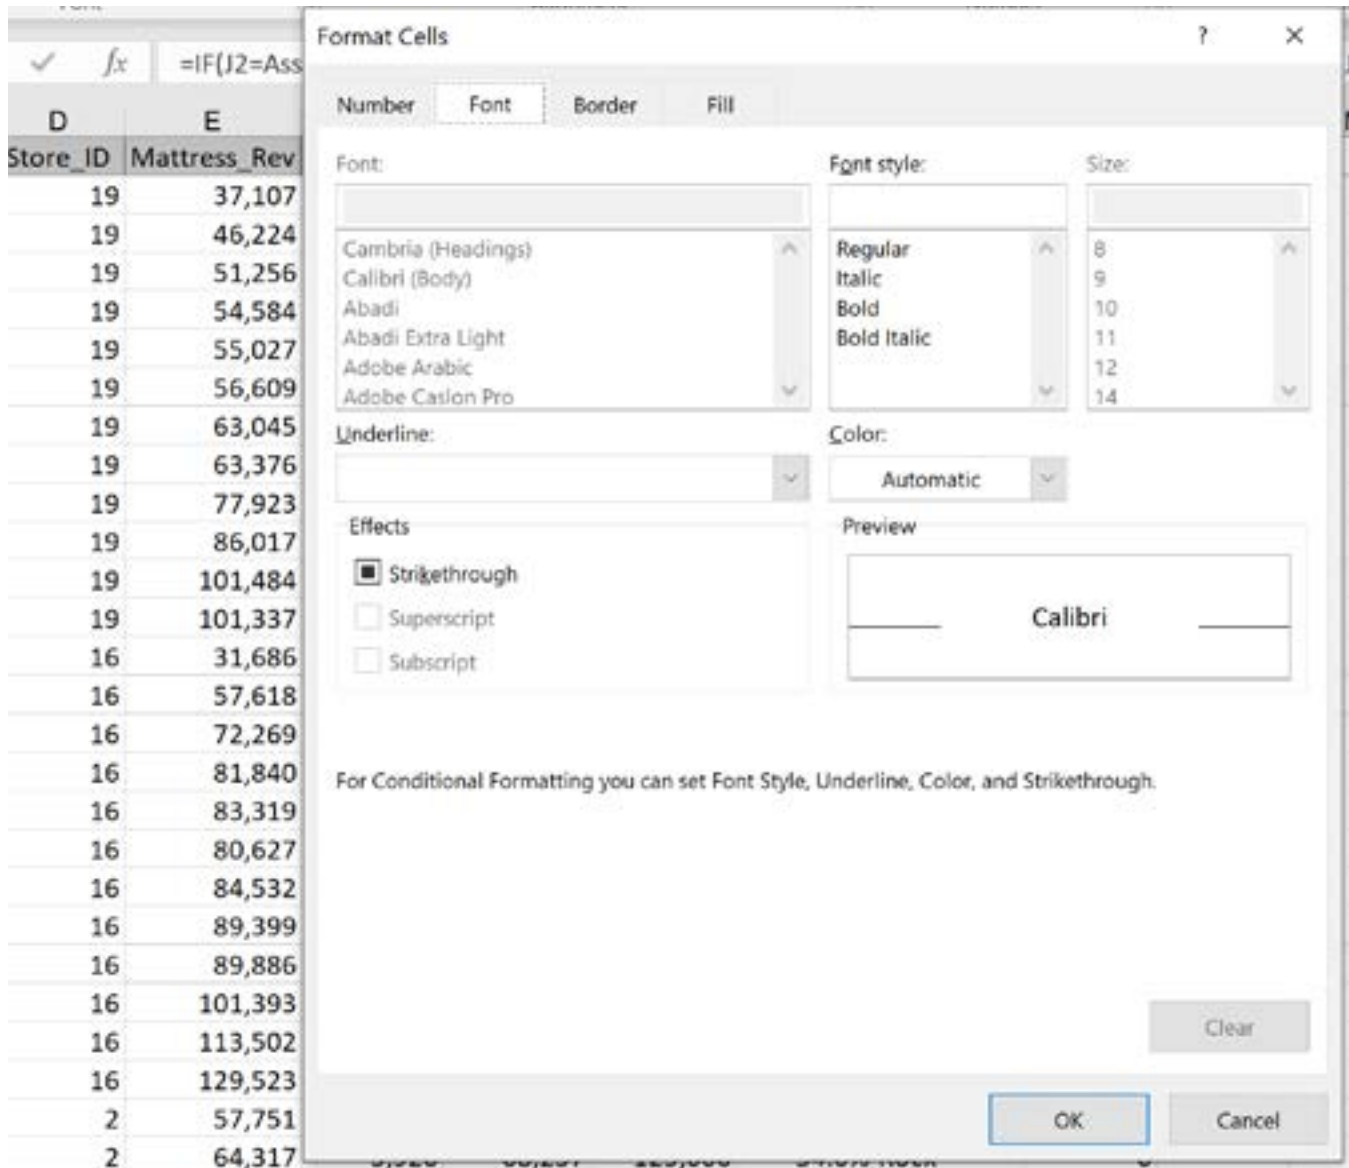 Format Cells ? ×
fx =IF(J2=Ass
Number Font Border Fill
D E
Store_ID Mattress_Rev
19 37,107
19 46,224
19 51,256
19 54,584
19 55,027
19 56,609
19 63,045
19 63,376
19 77,923
19 86,017
19 101,484
19 101,337
16 31,686
16 57,618
16 72,269
16 81,840
16 83,319
16 80,627
16 84,532
16 89,399
16 89,886
16 101,393
16 113,502
16 129,523
2 57,751
2 64,317
Font:
Cambria (Headings)
Calibri (Body)
Abadi
Abadi Extra Light
Adobe Arabic
Adobe Caslon Pro
Font style:
Regular
Italic
Bold
Bold Italic
Size:
8
9
10
11
12
14
Underline:
Color:
Automatic
Effects
Strikethrough
Superscript
Subscript
Preview
Calibri
For Conditional Formatting you can set Font Style, Underline, Color, and Strikethrough.
Clear
OK Cancel